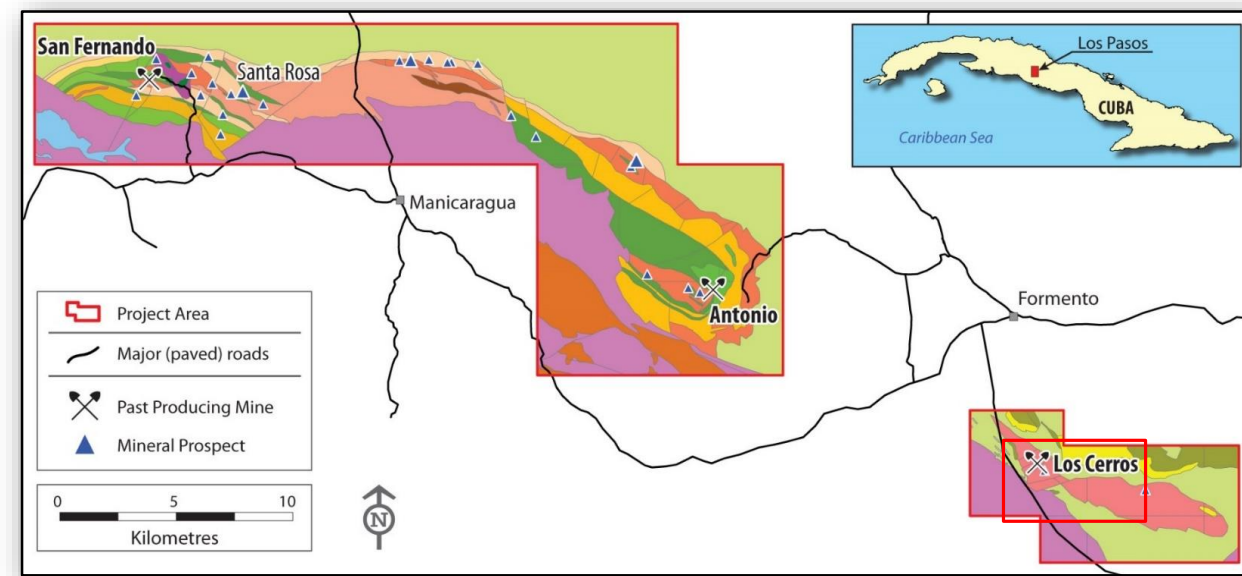 San Fernando
Santa Rosa
Manicaragua
Antonio
Formento
Los Cerros
Los Pasos
CUBA
Caribbean Sea
Project Area
Major (paved) roads
Past Producing Mine
Mineral Prospect
0 5 10
Kilometres
N